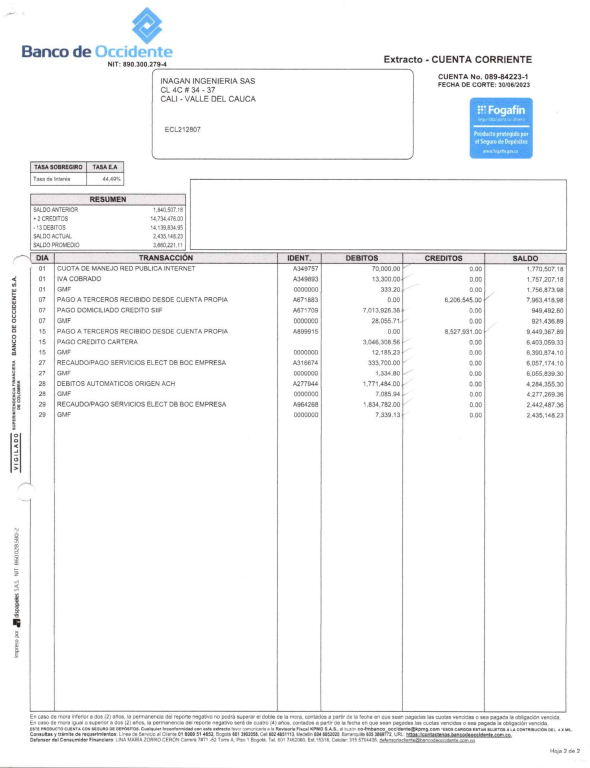 Banco de Occidente
NIT: 890.300.279-4
Extracto - CUENTA CORRIENTE
CUENTA No. 089-84223-1
FECHA DE CORTE: 30/06/2023
INAGAN INGENIERIA SAS
CL 4C # 34 - 37
CALI - VALLE DEL CAUCA
ECL212807
Fogafin
Seguridad para su dinero
Producto protegido por
el Seguro de Depósitos
www.fogafin.gov.co
TASA SOBREGIRO TASA E.A
Tasa de Interés 44,49%
RESUMEN
SALDO ANTERIOR 1,840,507.18
+ 2 CREDITOS 14,734,476.00
- 13 DEBITOS 14,139,834.95
SALDO ACTUAL 2,435,148.23
SALDO PROMEDIO 3,660,221.11
DIA TRANSACCIÓN IDENT. DEBITOS CREDITOS SALDO
01 CUOTA DE MANEJO RED PUBLICA INTERNET A349757 70,000.00 0.00 1,770,507.18
01 IVA COBRADO A349893 13,300.00 0.00 1,757,207.18
01 GMF 0000000 333.20 0.00 1,756,873.98
07 PAGO A TERCEROS RECIBIDO DESDE CUENTA PROPIA A671883 0.00 6,206,545.00 7,963,418.98
07 PAGO DOMICILIADO CREDITO SIIF A671709 7,013,926.38 0.00 949,492.60
07 GMF 0000000 28,055.71 0.00 921,436.89
15 PAGO A TERCEROS RECIBIDO DESDE CUENTA PROPIA A899915 0.00 8,527,931.00 9,449,367.89
15 PAGO CREDITO CARTERA 3,046,308.56 0.00 6,403,059.33
15 GMF 0000000 12,185.23 0.00 6,390,874.10
27 RECAUDO/PAGO SERVICIOS ELECT DB BOC EMPRESA A316674 333,700.00 0.00 6,057,174.10
27 GMF 0000000 1,334.80 0.00 6,055,839.30
28 DEBITOS AUTOMATICOS ORIGEN ACH A277944 1,771,484.00 0.00 4,284,355.30
28 GMF 0000000 7,085.94 0.00 4,277,269.36
29 RECAUDO/PAGO SERVICIOS ELECT DB BOC EMPRESA A964268 1,834,782.00 0.00 2,442,487.36
29 GMF 0000000 7,339.13 0.00 2,435,148.23
BANCO DE OCCIDENTE S.A.
SUPERINTENDENCIA FINANCIERA
DE COLOMBIA
VIGILADO
Impreso por dispapeles S.A.S. NIT. 860.028.580-2
En caso de mora inferior a dos (2) años, la permanencia del reporte negativo no podrá superar el doble de la mora, contados a partir de la fecha en que sean pagadas las cuotas vencidas o sea pagada la obligación vencida.
En caso de mora igual o superior a dos (2) años, la permanencia del reporte negativo será de cuatro (4) años, contados a partir de la fecha en que sean pagadas las cuotas vencidas o sea pagada la obligación vencida.
ESTE PRODUCTO CUENTA CON SEGURO DE DEPÓSITOS. Cualquier Inconformidad con este extracto favor comunicarla a la Revisoría Fiscal KPMG S.A.S.
Hoja 2 de 2